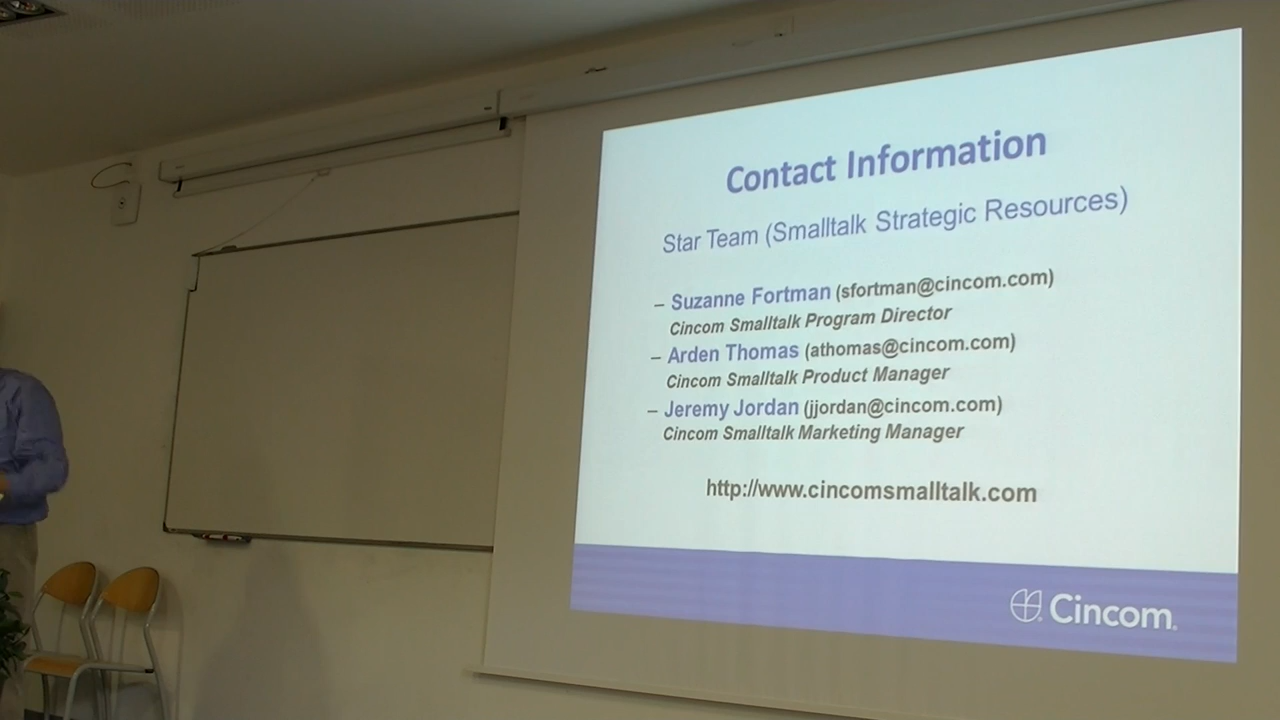 Contact Information
Star Team (Smalltalk Strategic Resources)
– Suzanne Fortman (sfortman@cincom.com)
Cincom Smalltalk Program Director
– Arden Thomas (athomas@cincom.com)
Cincom Smalltalk Product Manager
– Jeremy Jordan (jjordan@cincom.com)
Cincom Smalltalk Marketing Manager
http://www.cincomsmalltalk.com
Cincom.